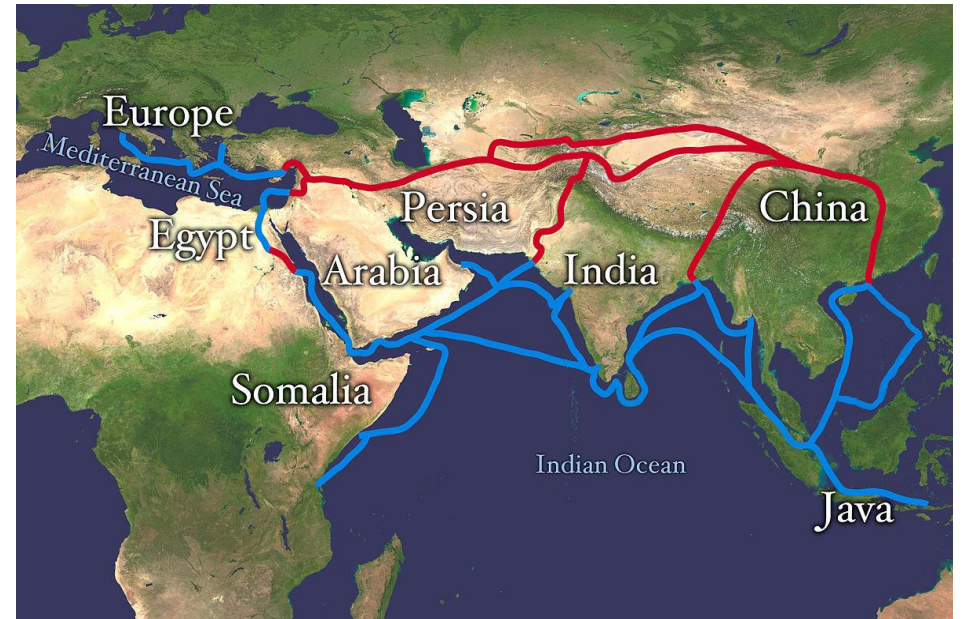 Europe
Mediterranean Sea
Persia
China
Egypt
Arabia
India
Somalia
Indian Ocean
Java